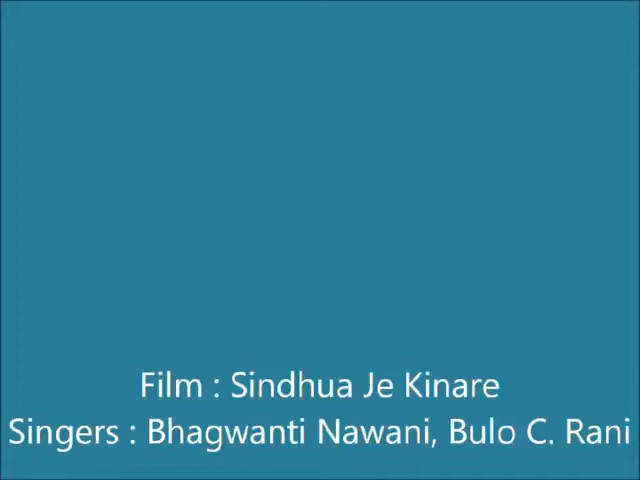 Film : Sindhua Je Kinare
Singers : Bhagwanti Nawani, Bulo C. Rani